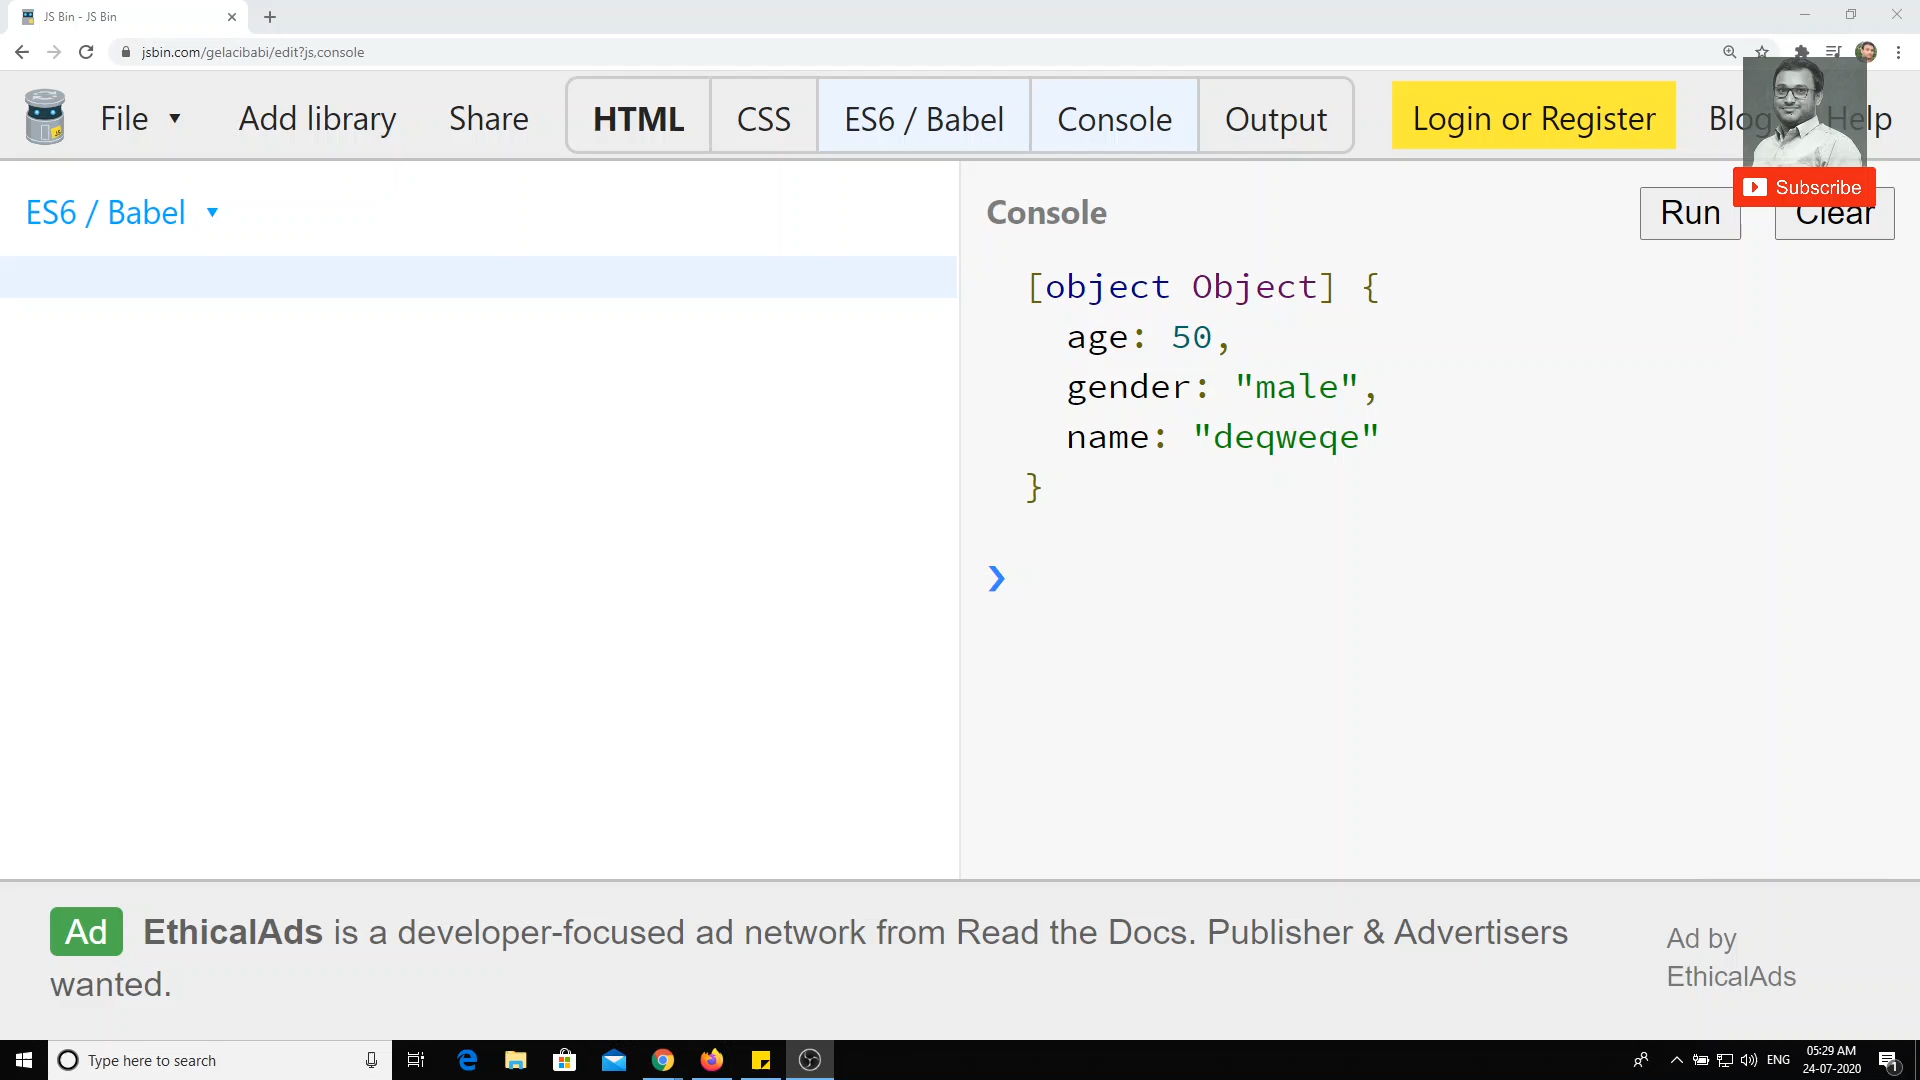 JS Bin - JS Bin
jsbin.com/gelacibabi/edit?js,console
File Add library Share HTML CSS ES6 / Babel Console Output Login or Register Blog Help
Subscribe
ES6 / Babel
Console Run Clear
[object Object] {
age: 50,
gender: "male",
name: "deqweqe"
}
❯
Ad EthicalAds is a developer-focused ad network from Read the Docs. Publisher & Advertisers
wanted.
Ad by
EthicalAds
Type here to search
ENG
05:29 AM
24-07-2020
1